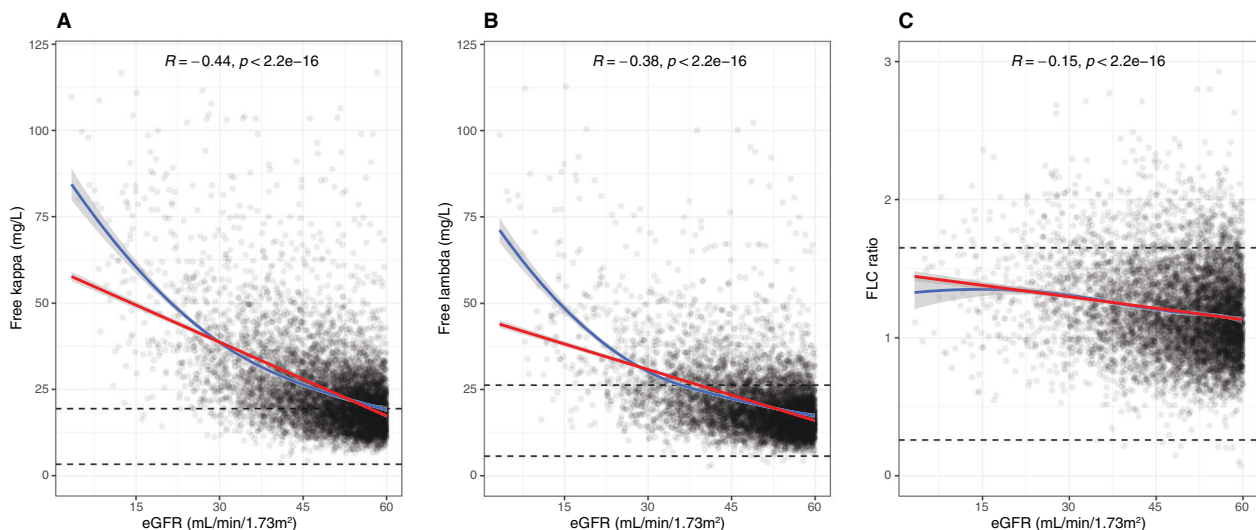 A
R = −0.44, p < 2.2e−16
Free kappa (mg/L)
125
100
75
50
25
0
15
30
45
60
eGFR (mL/min/1.73m²)
B
R = −0.38, p < 2.2e−16
Free lambda (mg/L)
125
100
75
50
25
0
15
30
45
60
eGFR (mL/min/1.73m²)
C
R = −0.15, p < 2.2e−16
FLC ratio
3
2
1
0
15
30
45
60
eGFR (mL/min/1.73m²)